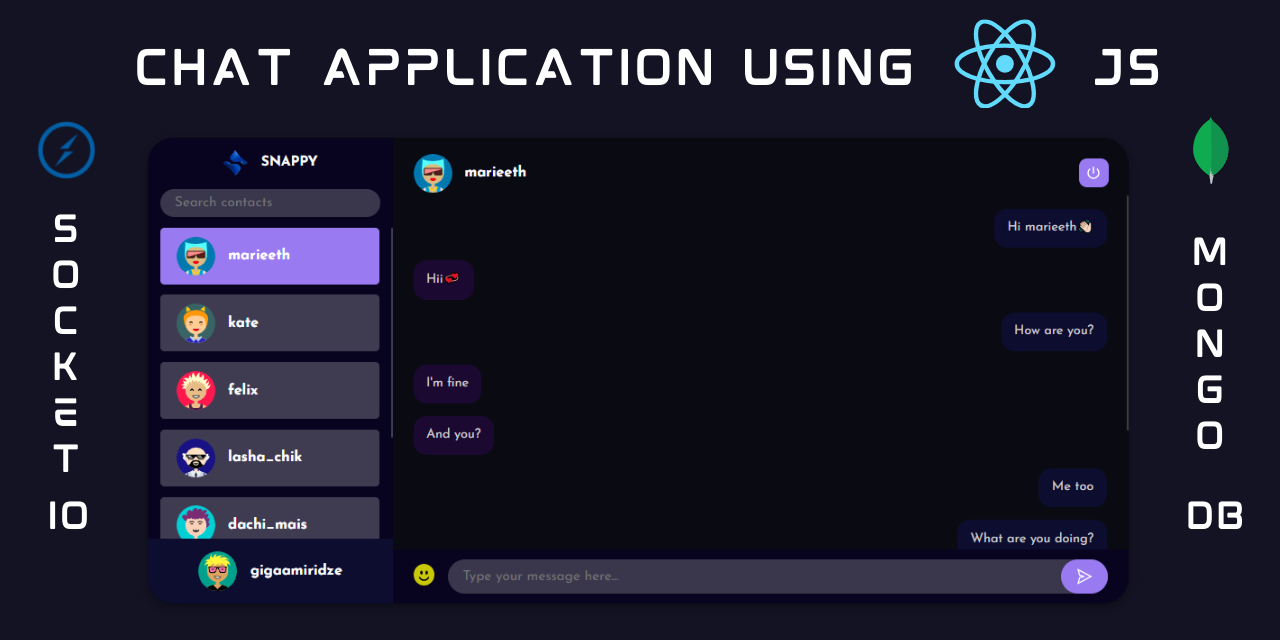 CHAT APPLICATION USING JS
SOCKET
IO
SNAPPY
Search contacts
marieeth
kate
felix
lasha_chik
dachi_mais
gigaamiridze
marieeth
Hi marieeth👋🏻
Hii💞
How are you?
I'm fine
And you?
Me too
What are you doing?
Type your message here...
MONGO
DB